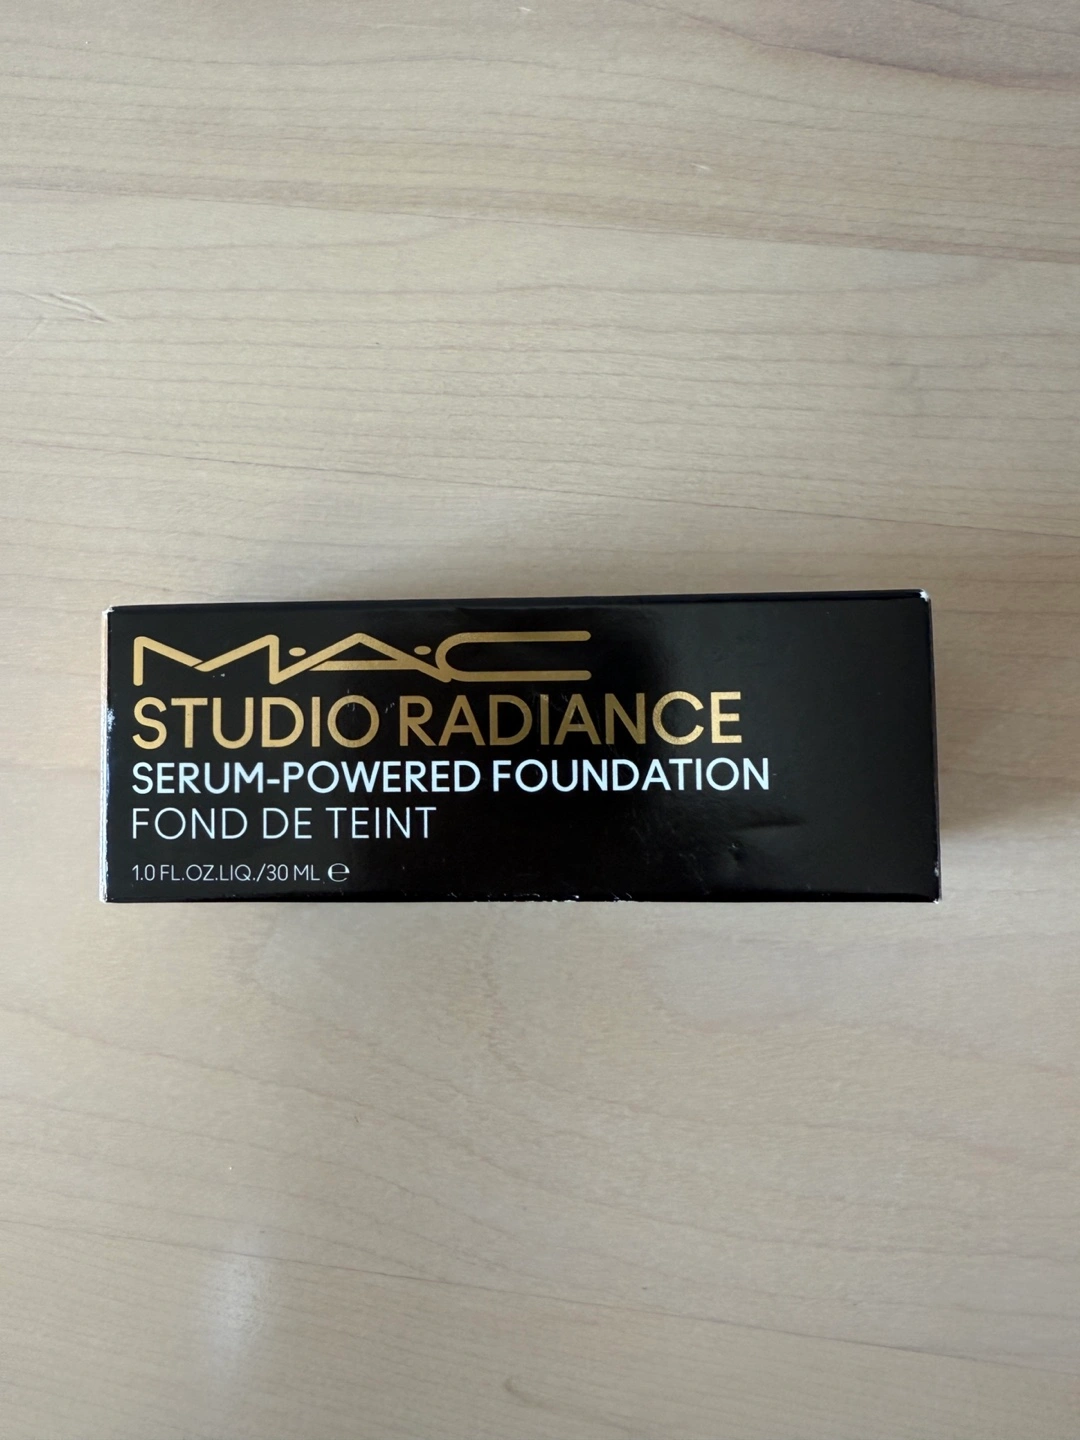 M·A·C
STUDIO RADIANCE
SERUM-POWERED FOUNDATION
FOND DE TEINT
1.0 FL.OZ.LIQ./30 ML ℮